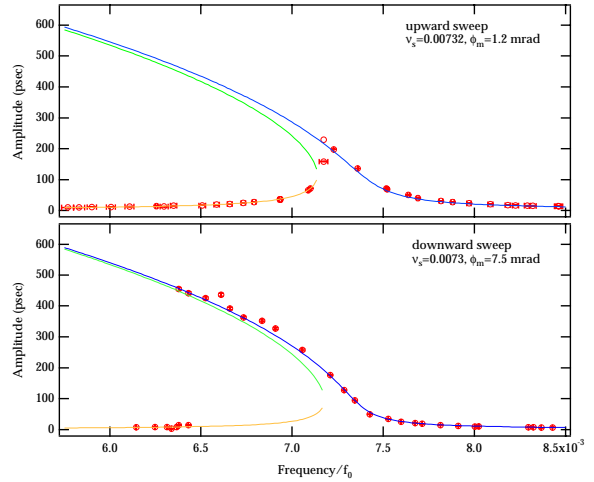 600
500
400
300
200
100
0
Amplitude (psec)
upward sweep
νs=0.00732, ϕm=1.2 mrad
600
500
400
300
200
100
0
Amplitude (psec)
downward sweep
νs=0.0073, ϕm=7.5 mrad
6.0
6.5
7.0
7.5
8.0
8.5x10-3
Frequency/f0